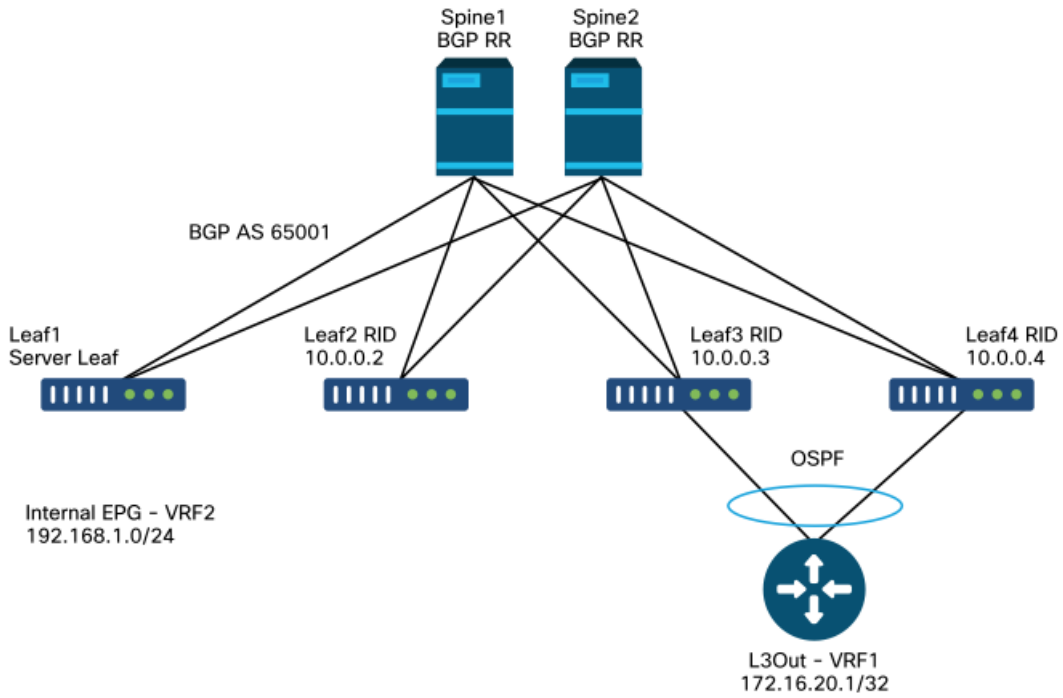 Spine1
BGP RR
Spine2
BGP RR
BGP AS 65001
Leaf1
Server Leaf
Leaf2 RID
10.0.0.2
Leaf3 RID
10.0.0.3
Leaf4 RID
10.0.0.4
OSPF
Internal EPG - VRF2
192.168.1.0/24
L3Out - VRF1
172.16.20.1/32